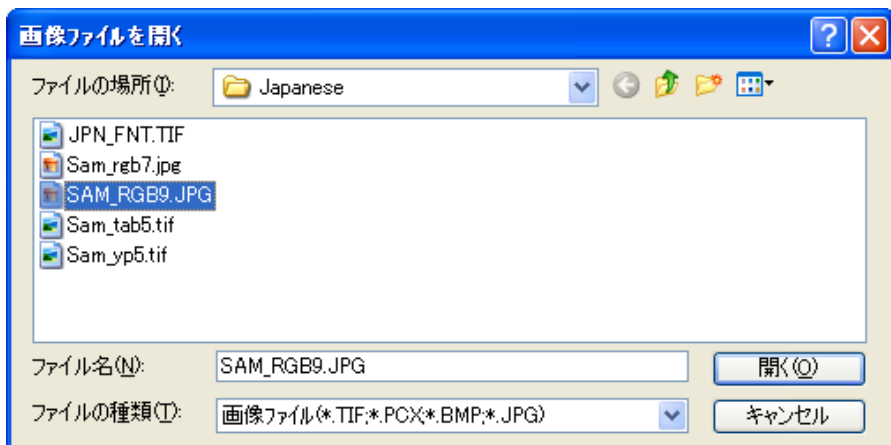 画像ファイルを開く
ファイルの場所(I): Japanese
JPN_FNT.TIF
Sam_rgb7.jpg
SAM_RGB9.JPG
Sam_tab5.tif
Sam_yp5.tif
ファイル名(N): SAM_RGB9.JPG 開く(O)
ファイルの種類(T): 画像ファイル(*.TIF;*.PCX;*.BMP;*.JPG) キャンセル